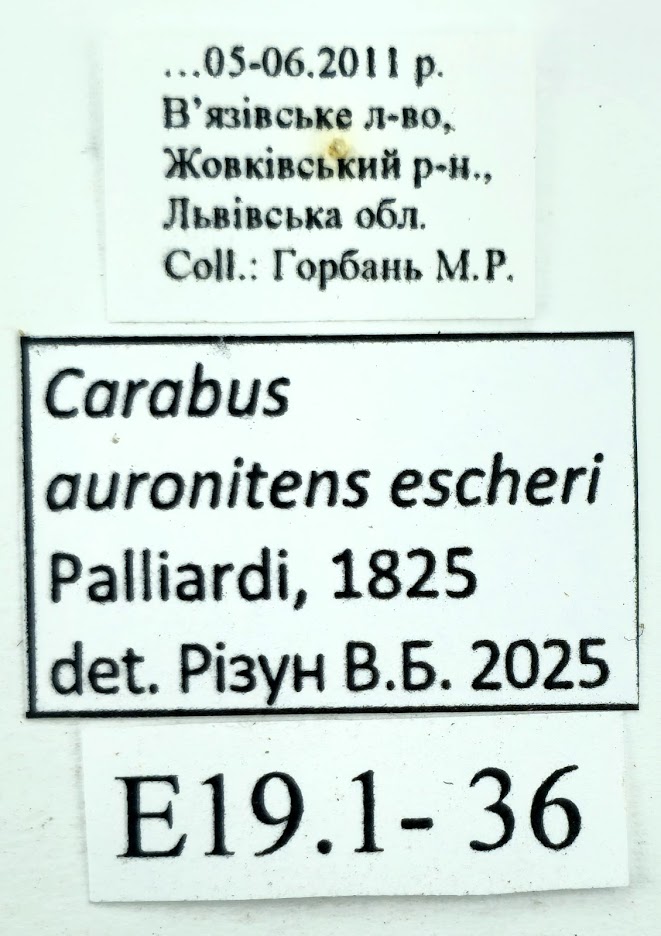 ...05-06.2011 р.
В’язівське л-во,
Жовківський р-н.,
Львівська обл.
Coll.: Горбань М.Р.
Carabus
auronitens escheri
Palliardi, 1825
det. Різун В.Б. 2025
E19.1- 36